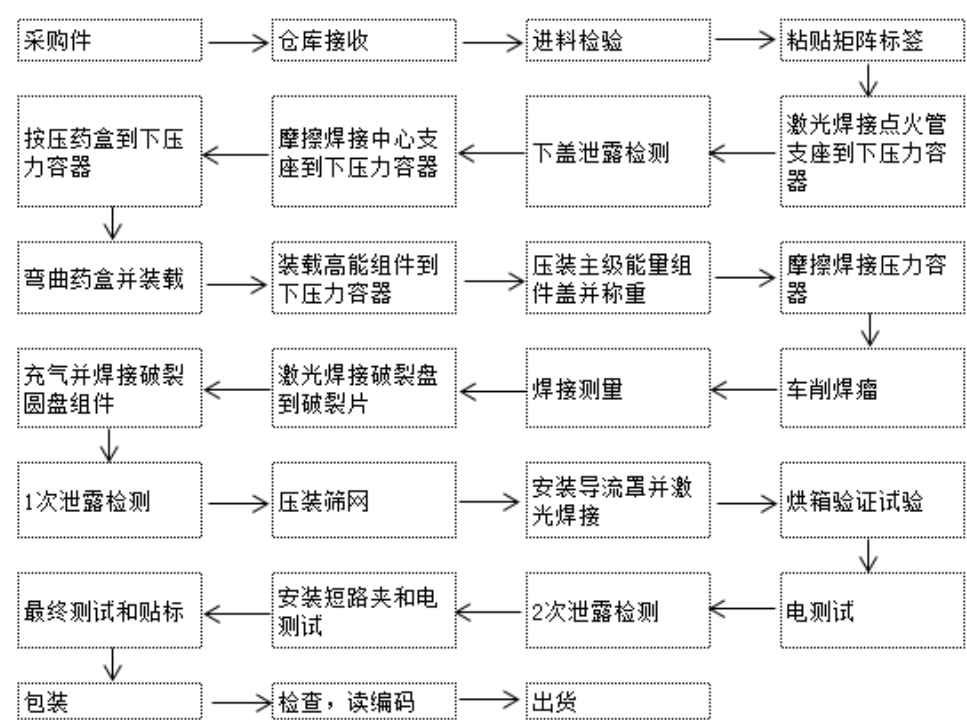 采购件
仓库接收
进料检验
粘贴矩阵标签
激光焊接点火管
支座到下压力容
器
下盖泄露检测
摩擦焊接中心支
座到下压力容器
按压药盒到下压
力容器
弯曲药盒并装载
装载高能组件到
下压力容器
压装主级能量组
件盖并称重
摩擦焊接压力容
器
车削焊瘤
焊接测量
激光焊接破裂盘
到破裂片
充气并焊接破裂
圆盘组件
1次泄露检测
压装筛网
安装导流罩并激
光焊接
烘箱验证试验
电测试
2次泄露检测
安装短路夹和电
测试
最终测试和贴标
包装
检查，读编码
出货